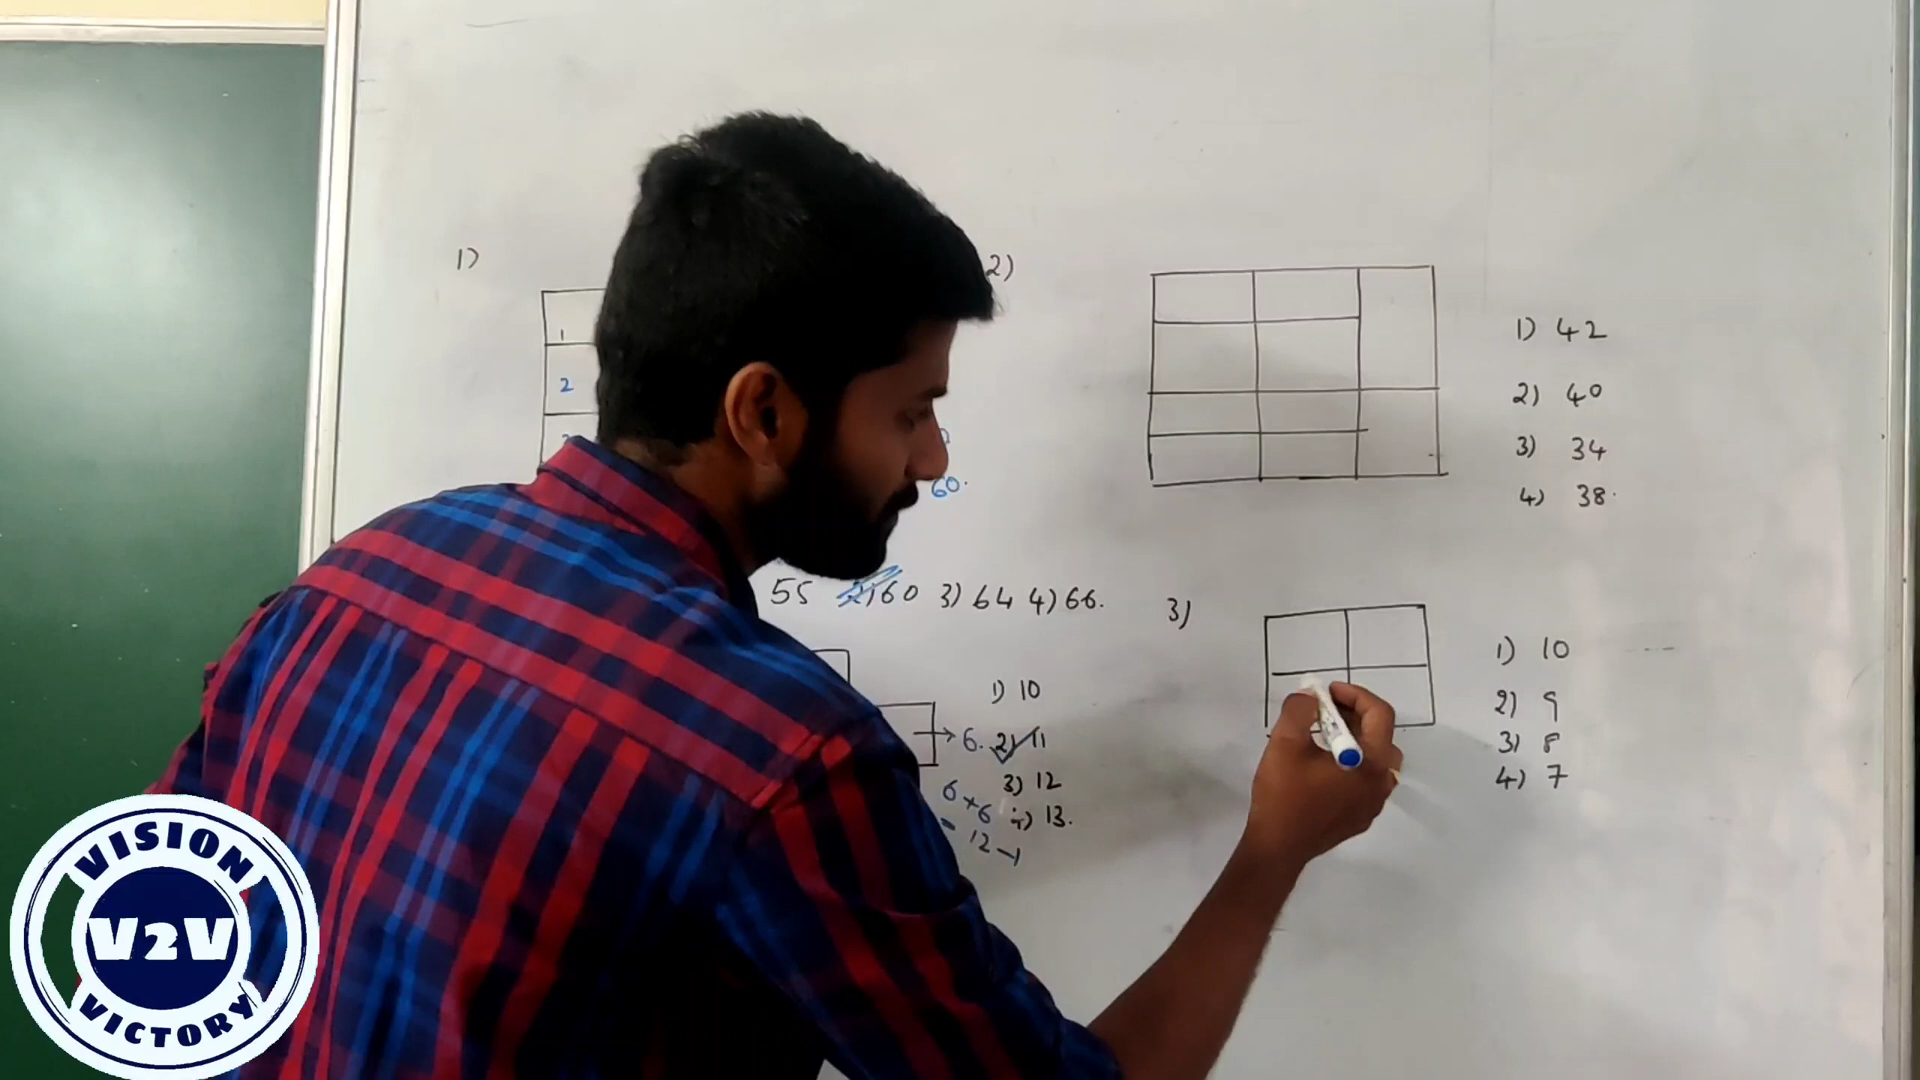 1)
1
2
60.
55 2) 60 3) 64 4) 66.
1) 10
→ 6. 2) 11
3) 12
6 + 6 4) 13.
= 12 - 1
2)
1) 42
2) 40
3) 34
4) 38.
3)
1) 10
2) 9
3) 8
4) 7
VISION
V2V
VICTORY